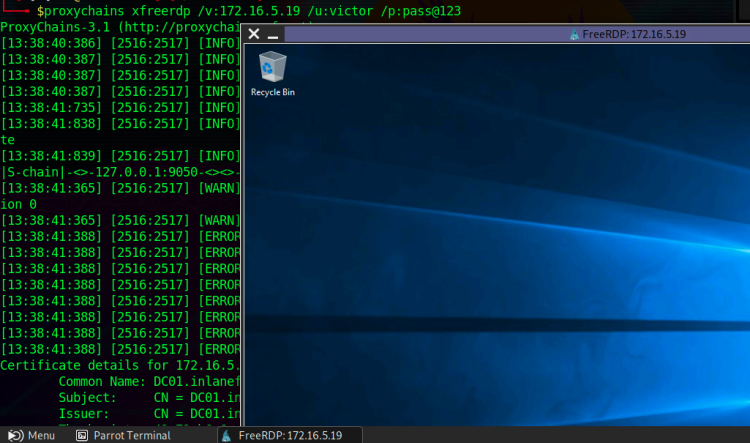 $proxychains xfreerdp /v:172.16.5.19 /u:victor /p:pass@123
ProxyChains-3.1 (http://proxychai
[13:38:40:386] [2516:2517] [INFO]
[13:38:40:387] [2516:2517] [INFO]
[13:38:40:387] [2516:2517] [INFO]
[13:38:40:387] [2516:2517] [INFO]
[13:38:41:735] [2516:2517] [INFO]
[13:38:41:838] [2516:2517] [INFO]
te
[13:38:41:839] [2516:2517] [INFO]
|S-chain|-<>-127.0.0.1:9050-<><>-
[13:38:41:365] [2516:2517] [WARN]
ion 0
[13:38:41:365] [2516:2517] [WARN]
[13:38:41:388] [2516:2517] [ERROR
[13:38:41:388] [2516:2517] [ERROR
[13:38:41:388] [2516:2517] [ERROR
[13:38:41:388] [2516:2517] [ERROR
[13:38:41:388] [2516:2517] [ERROR
[13:38:41:388] [2516:2517] [ERROR
[13:38:41:388] [2516:2517] [ERROR
[13:38:41:388] [2516:2517] [ERROR
Certificate details for 172.16.5.
Common Name: DC01.inlanef
Subject: CN = DC01.in
Issuer: CN = DC01.in
FreeRDP: 172.16.5.19
Recycle Bin
Menu
Parrot Terminal
FreeRDP: 172.16.5.19